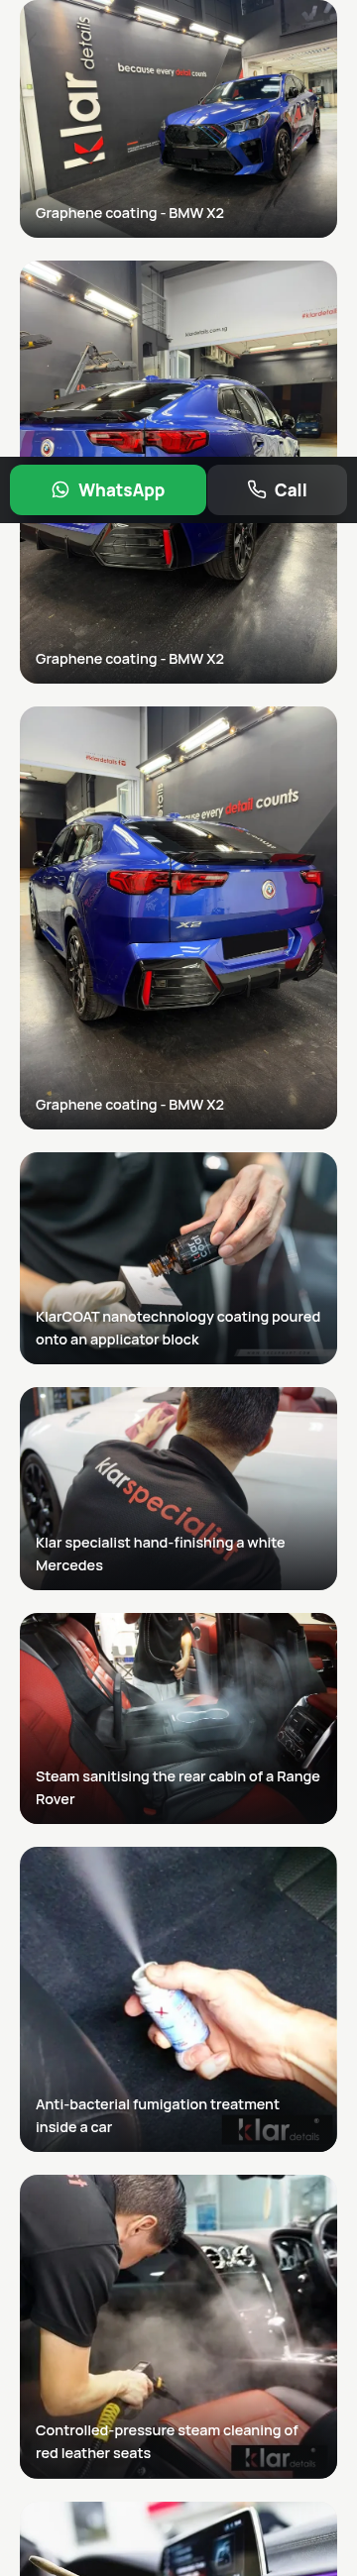 klar details
because every detail counts
Graphene coating - BMW X2
klardetails.com.sg
#klardetails
WhatsApp
Call
Graphene coating - BMW X2
#klardetails
every detail counts
X2
Graphene coating - BMW X2
KlarCOAT nanotechnology coating poured
onto an applicator block
klarspecialist
Klar specialist hand-finishing a white
Mercedes
Steam sanitising the rear cabin of a Range
Rover
Anti-bacterial fumigation treatment
inside a car
klar details
Controlled-pressure steam cleaning of
red leather seats
klar details